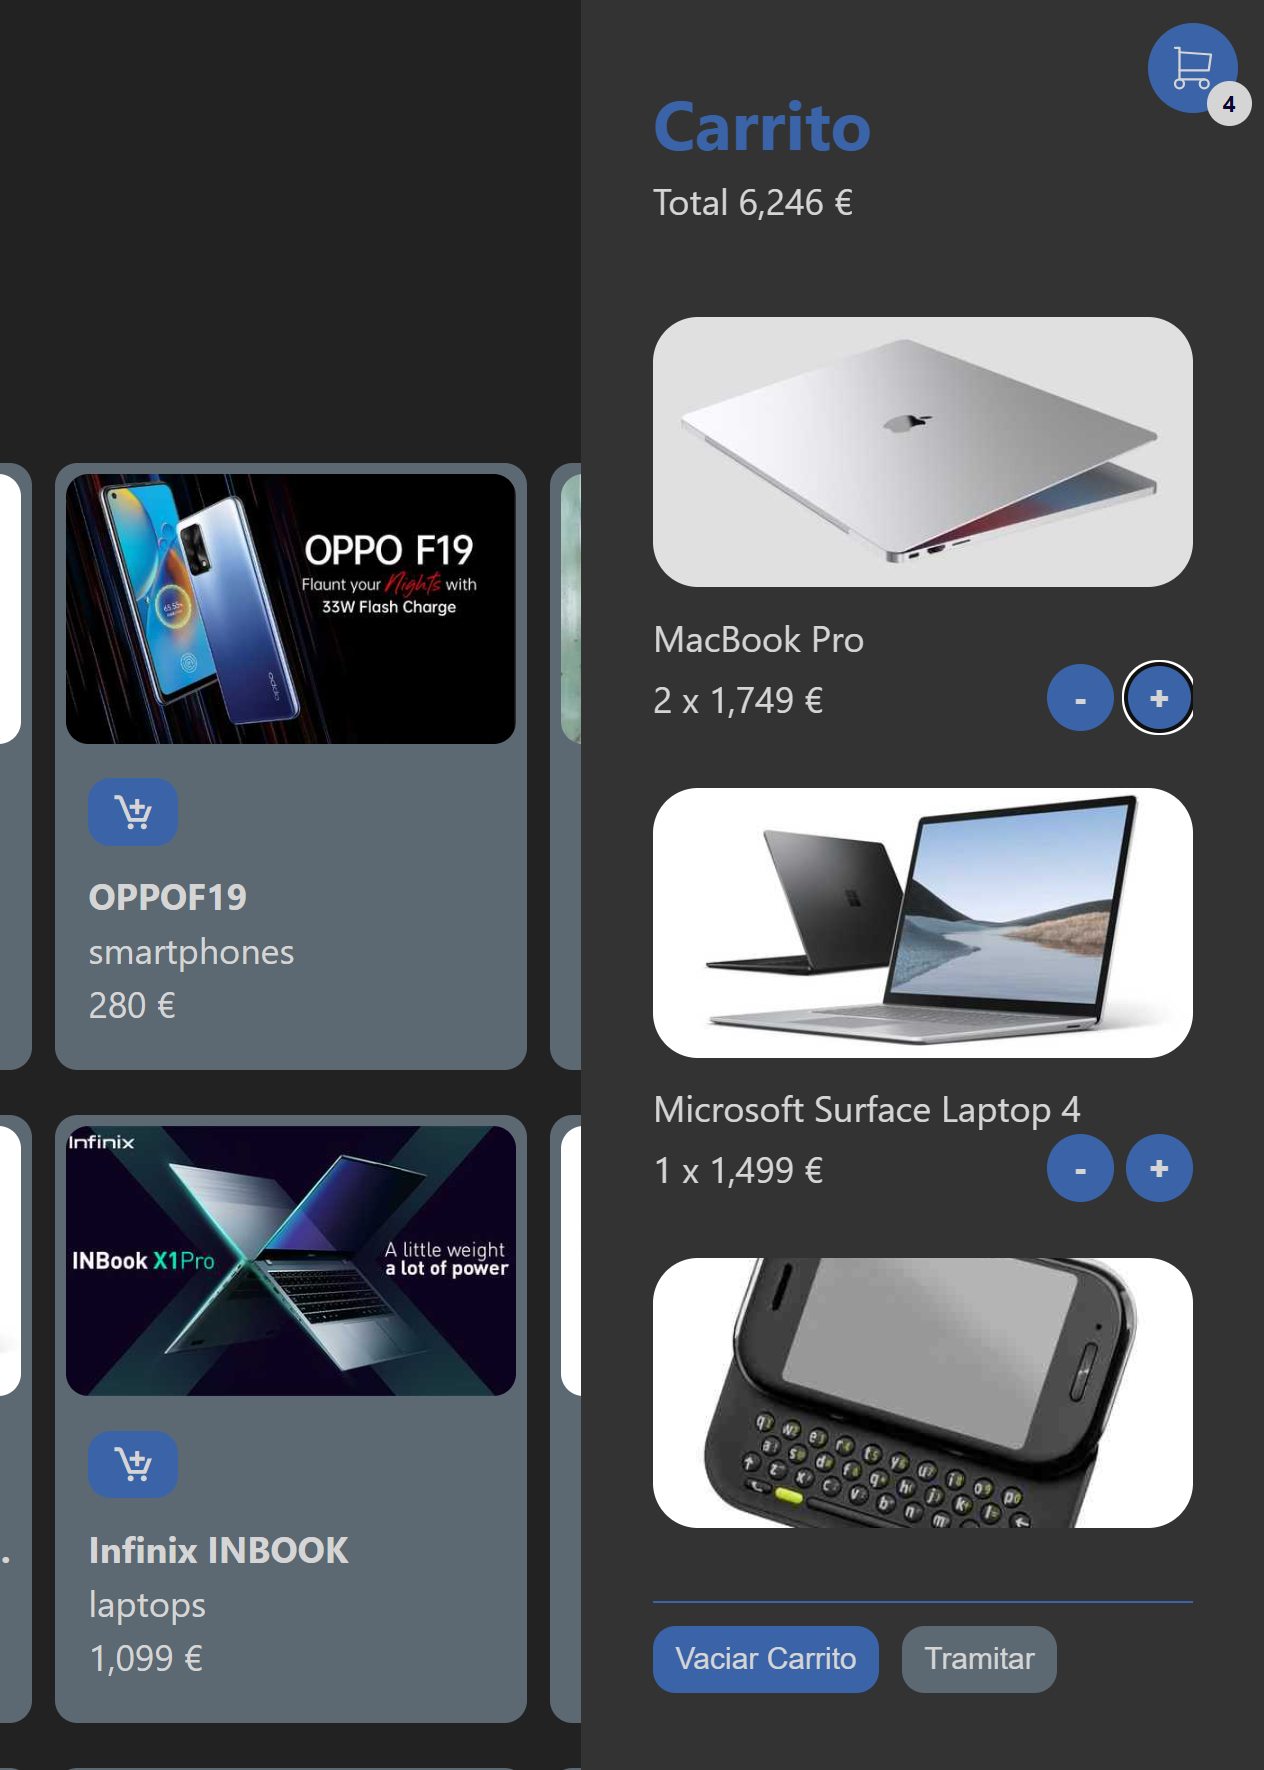 4
Carrito
Total 6,246 €
OPPO F19
Flaunt your Nights with
33W Flash Charge
OPPOF19
smartphones
280 €
Infinix
INBook X1Pro
A little weight
a lot of power
.
Infinix INBOOK
laptops
1,099 €
MacBook Pro
2 x 1,749 €
-
+
Microsoft Surface Laptop 4
1 x 1,499 €
-
+
Vaciar Carrito
Tramitar